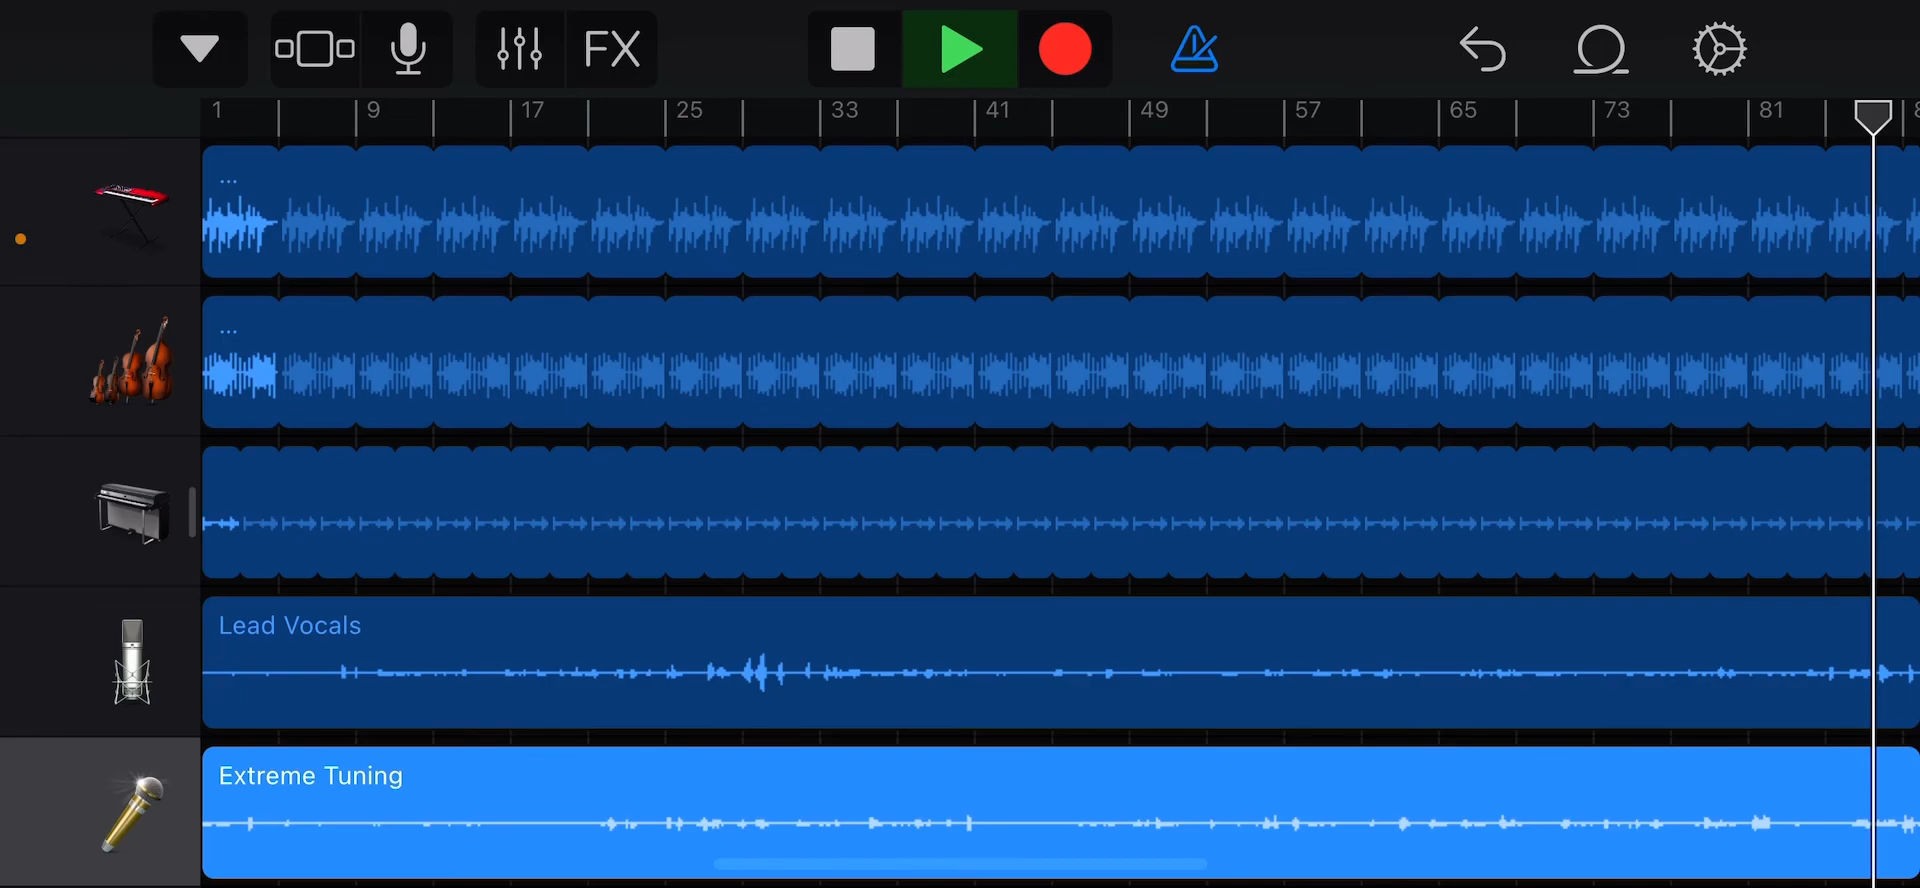 FX
1 9 17 25 33 41 49 57 65 73 81
...
...
Lead Vocals
Extreme Tuning